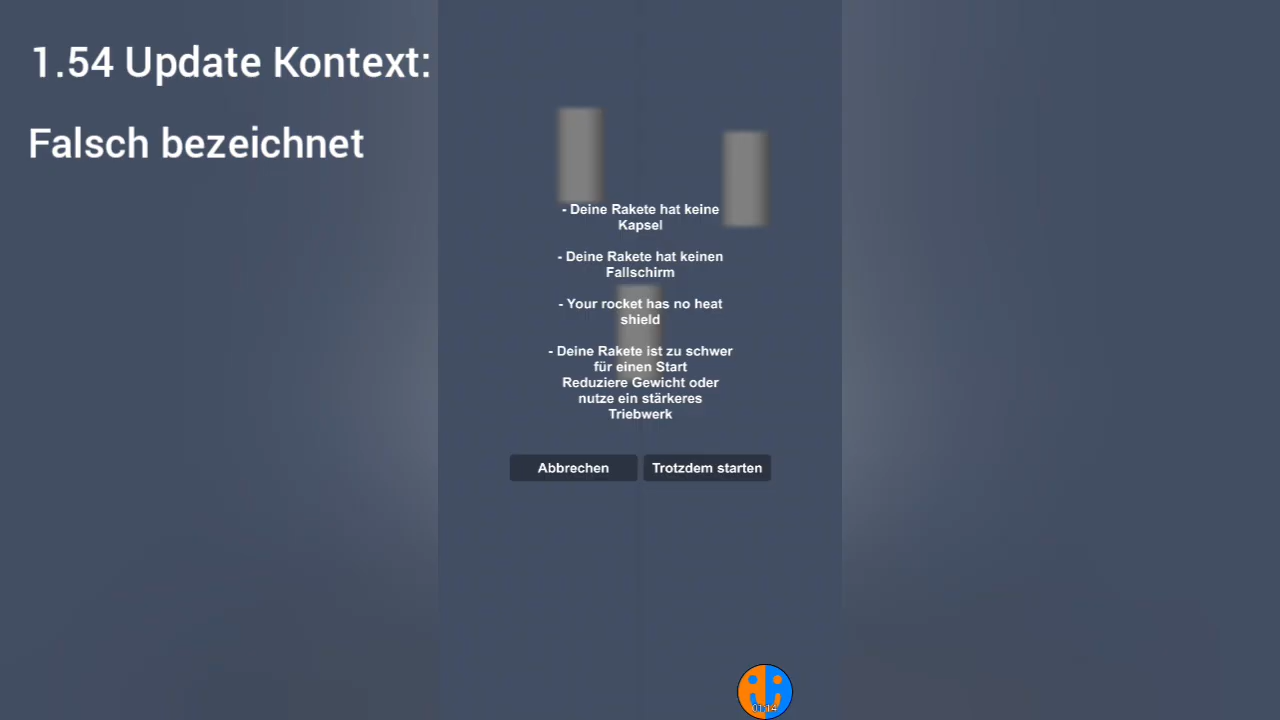 1.54 Update Kontext:
Falsch bezeichnet
- Deine Rakete hat keine
Kapsel
- Deine Rakete hat keinen
Fallschirm
- Your rocket has no heat
shield
- Deine Rakete ist zu schwer
für einen Start
Reduziere Gewicht oder
nutze ein stärkeres
Triebwerk
Abbrechen
Trotzdem starten
01:14